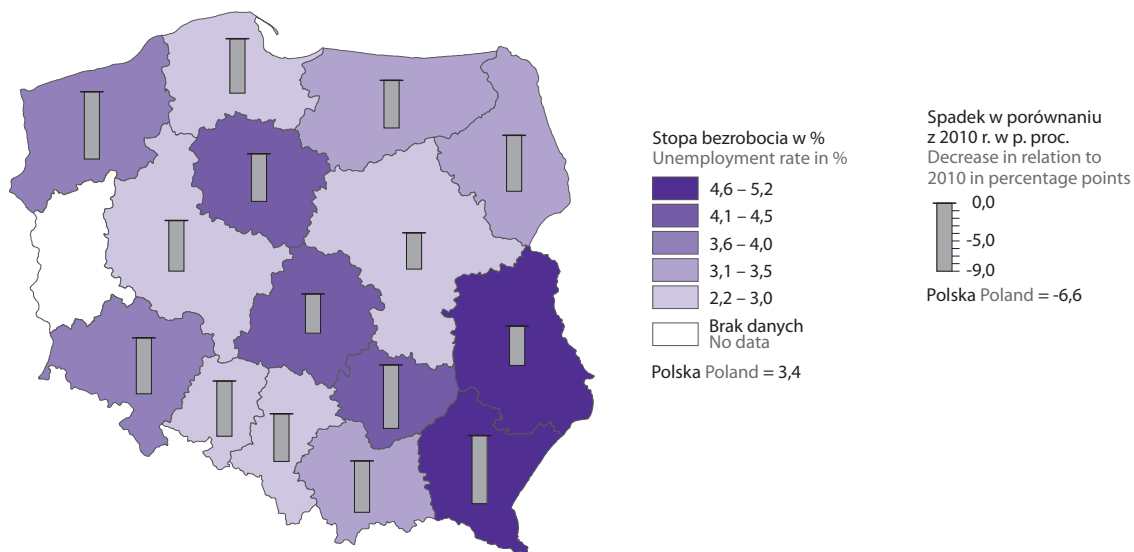 Stopa bezrobocia w %
Unemployment rate in %
4,6 – 5,2
4,1 – 4,5
3,6 – 4,0
3,1 – 3,5
2,2 – 3,0
Brak danych
No data
Polska Poland = 3,4
Spadek w porównaniu
z 2010 r. w p. proc.
Decrease in relation to
2010 in percentage points
0,0
-5,0
-9,0
Polska Poland = -6,6